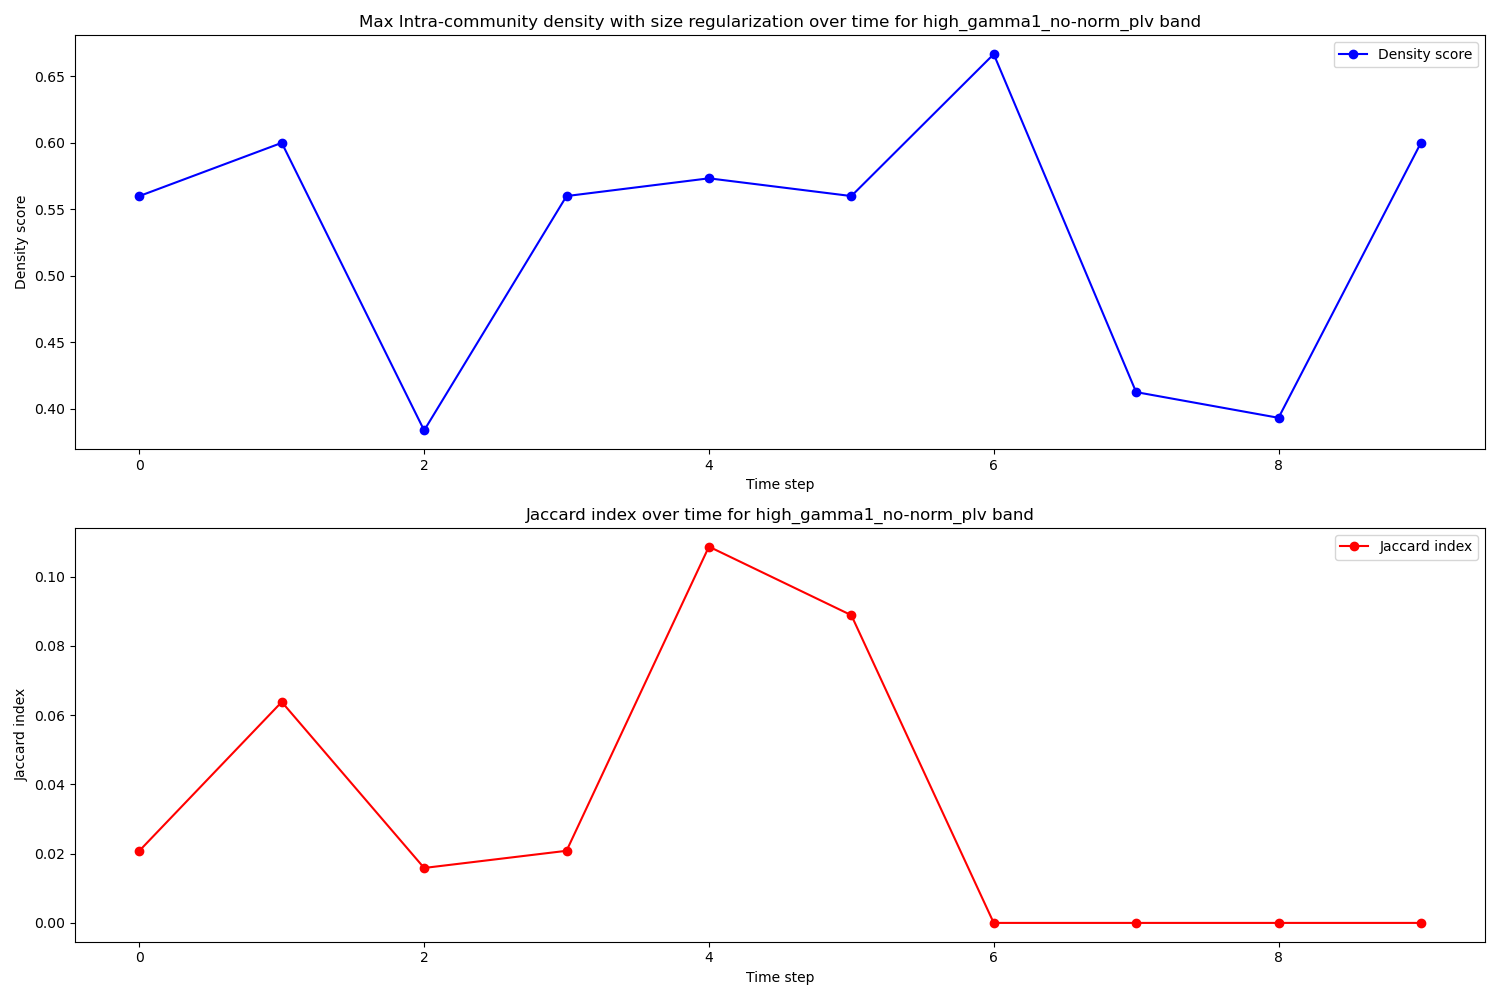 Max Intra-community density with size regularization over time for high_gamma1_no-norm_plv band
Density score
0.65
0.60
0.55
0.50
0.45
0.40
Density score
0
2
4
6
8
Time step
Jaccard index over time for high_gamma1_no-norm_plv band
Jaccard index
0.10
0.08
0.06
0.04
0.02
0.00
Jaccard index
0
2
4
6
8
Time step